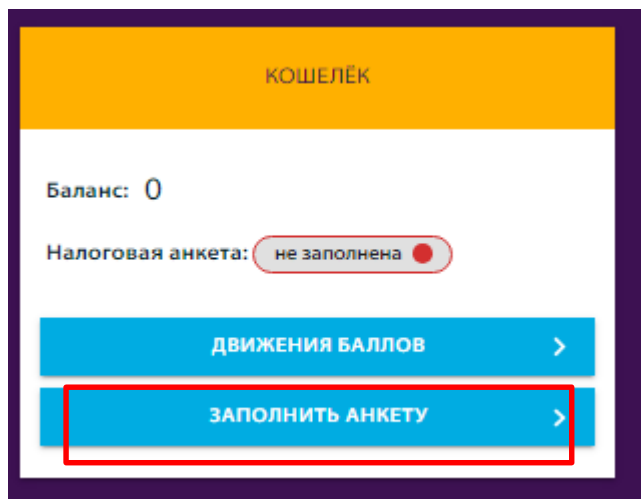 КОШЕЛЁК
Баланс: 0
Налоговая анкета: не заполнена
ДВИЖЕНИЯ БАЛЛОВ
ЗАПОЛНИТЬ АНКЕТУ